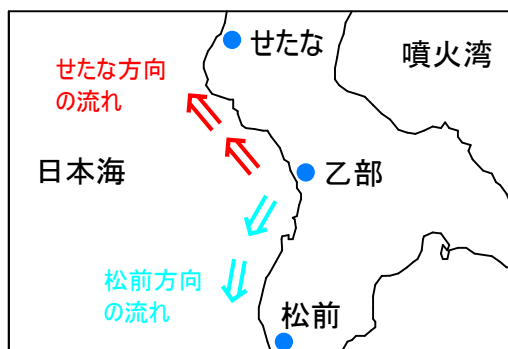 せたな
噴火湾
せたな方向
の流れ
日本海
乙部
松前方向
の流れ
松前